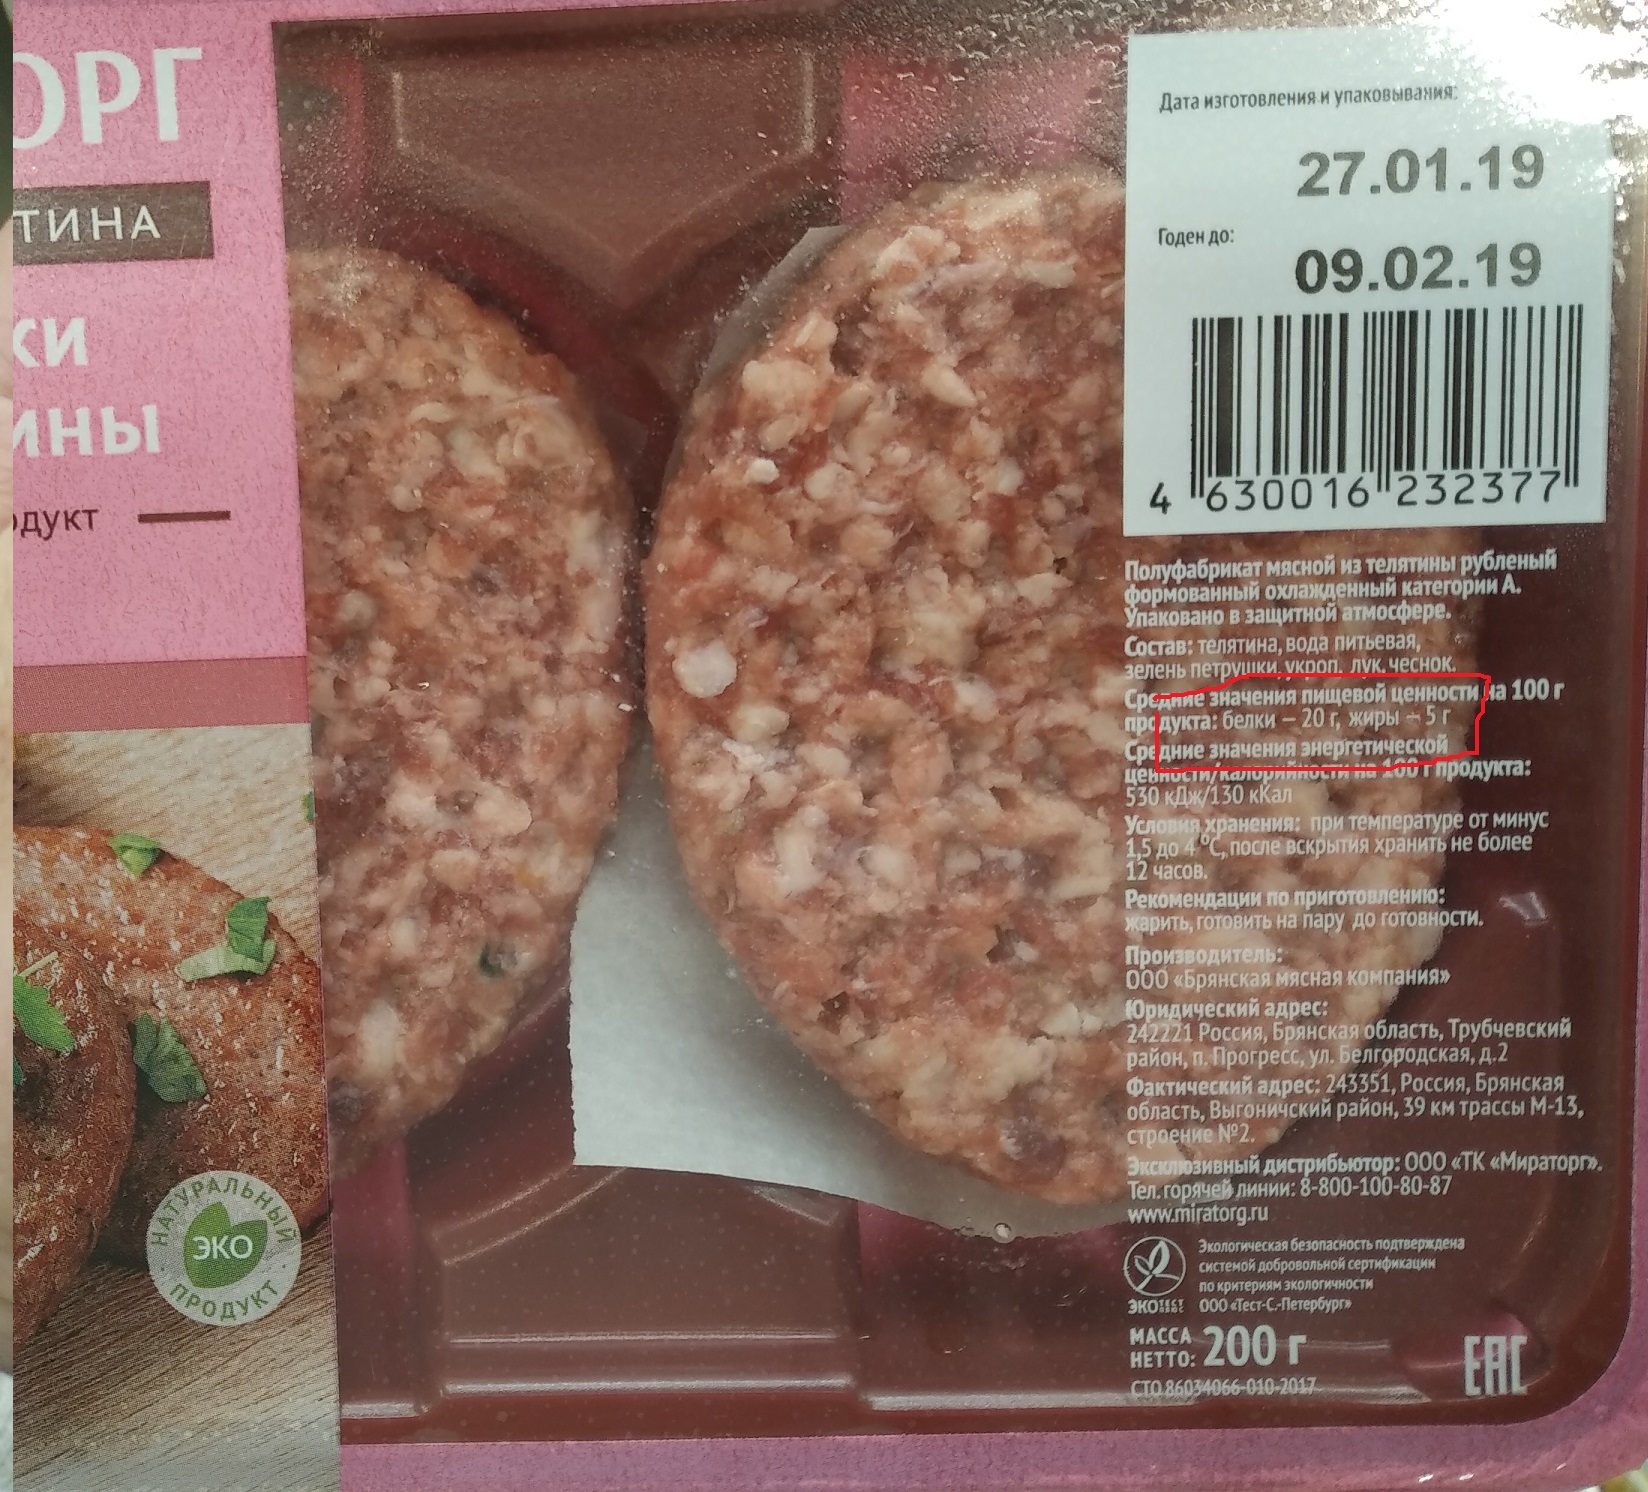 ОРГ
ТИНА
КИ
ИНЫ
одукт
НАТУРАЛЬНЫЙ
ЭКО
ПРОДУКТ
Дата изготовления и упаковывания:
27.01.19
Годен до:
09.02.19
4 630016 232377
Полуфабрикат мясной из телятины рубленый
формованный охлажденный категории А.
Упаковано в защитной атмосфере.
Состав: телятина, вода питьевая,
зелень петрушки, укроп, лук, чеснок.
Средние значения пищевой ценности на 100 г
продукта: белки – 20 г, жиры – 5 г
Средние значения энергетической
ценности/калорийности на 100 г продукта:
530 кДж/130 кКал
Условия хранения: при температуре от минус
1,5 до 4 °С, после вскрытия хранить не более
12 часов.
Рекомендации по приготовлению:
жарить, готовить на пару до готовности.
Производитель:
ООО «Брянская мясная компания»
Юридический адрес:
242221 Россия, Брянская область, Трубчевский
район, п. Прогресс, ул. Белгородская, д.2
Фактический адрес: 243351, Россия, Брянская
область, Выгоничский район, 39 км трассы М-13,
строение №2.
Эксклюзивный дистрибьютор: ООО «ТК «Мираторг».
Тел. горячей линии: 8-800-100-80-87
www.miratorg.ru
Экологическая безопасность подтверждена
системой добровольной сертификации
по критериям экологичности
ЭКО ООО «Тест-С.-Петербург»
МАССА
НЕТТО: 200 г
СТО 86034066-010-2017
ЕАС